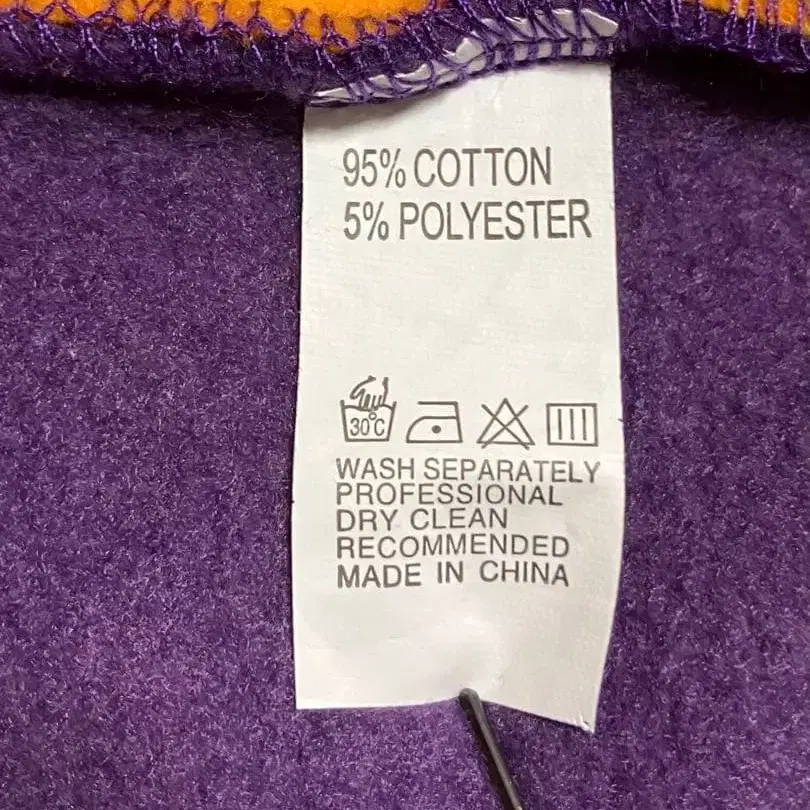 95% COTTON
5% POLYESTER
30°C
WASH SEPARATELY
PROFESSIONAL
DRY CLEAN
RECOMMENDED
MADE IN CHINA